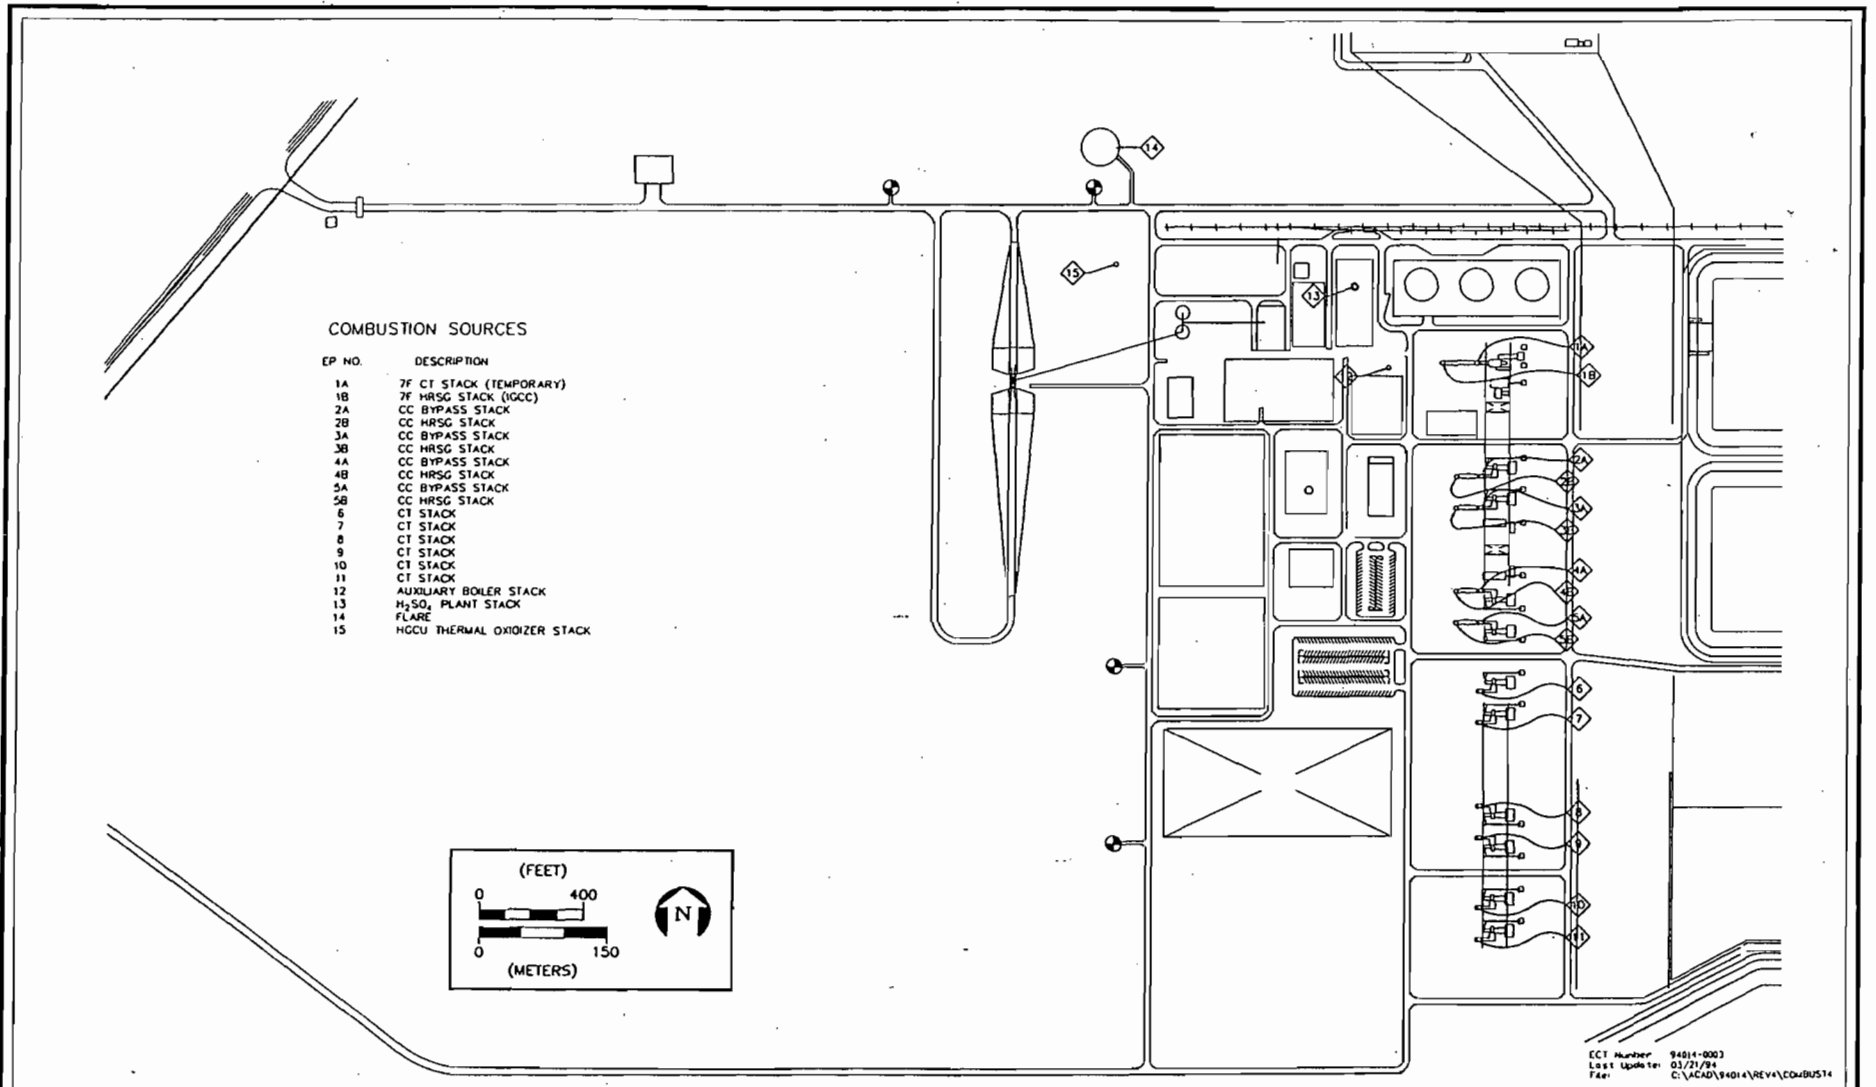 14
15
13
COMBUSTION SOURCES
EP NO. DESCRIPTION
1A 7F CT STACK (TEMPORARY)
1B 7F HRSG STACK (IGCC)
2A CC BYPASS STACK
2B CC HRSG STACK
3A CC BYPASS STACK
3B CC HRSG STACK
4A CC BYPASS STACK
4B CC HRSG STACK
5A CC BYPASS STACK
5B CC HRSG STACK
6 CT STACK
7 CT STACK
8 CT STACK
9 CT STACK
10 CT STACK
11 CT STACK
12 AUXILIARY BOILER STACK
13 H₂SO₄ PLANT STACK
14 FLARE
15 HGCU THERMAL OXIDIZER STACK
1A
1B
2A
3A
4A
5A
6
7
8
9
10
11
(FEET)
0 400
N
0 150
(METERS)
ECT Number 94014-0003
Last Update: 03/21/94
File: C:\ACAD\94014\REV4\COMBUST4